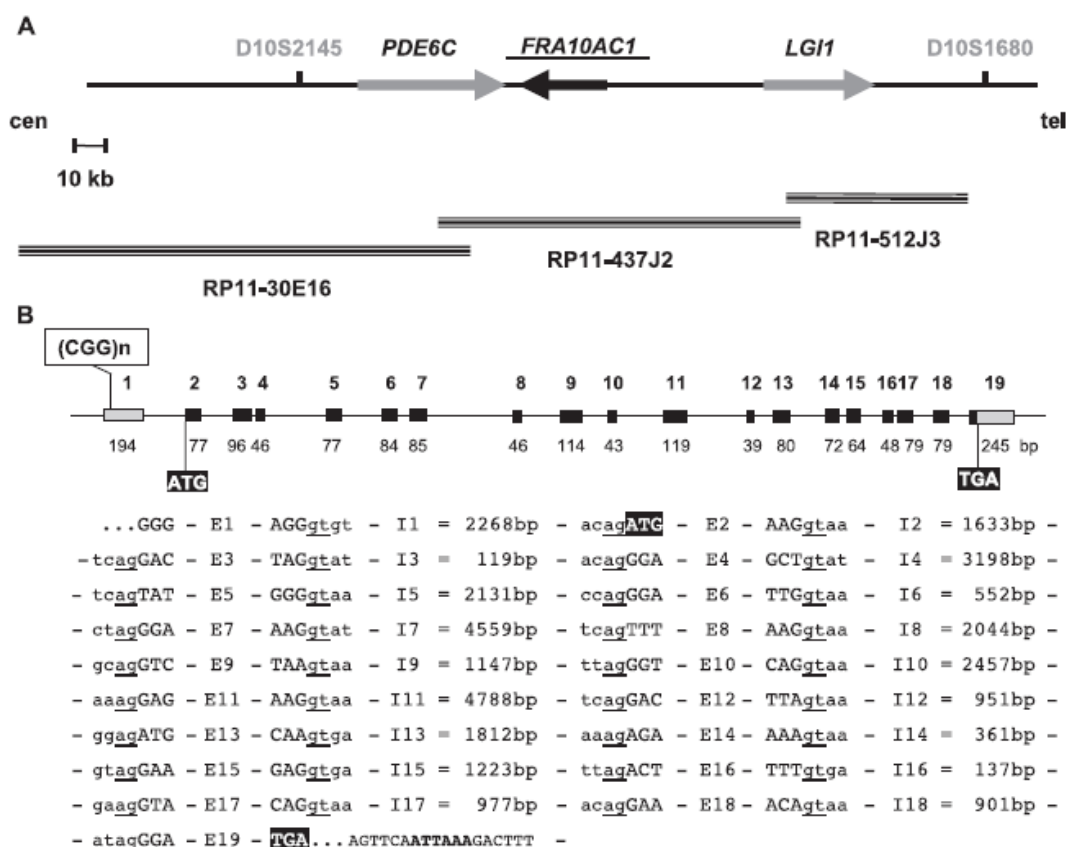 A
D10S2145 PDE6C FRA10AC1 LGI1 D10S1680
cen tel
10 kb
RP11-512J3
RP11-437J2
RP11-30E16
B
(CGG)n
1 2 3 4 5 6 7 8 9 10 11 12 13 14 15 16 17 18 19
194 77 96 46 77 84 85 46 114 43 119 39 80 72 64 48 79 79 245 bp
ATG TGA
...GGG - E1 - AGGgtgt - I1 = 2268bp - acagATG - E2 - AAGgtaa - I2 = 1633bp -
-tcagGAC - E3 - TAGgtat - I3 = 119bp - acagGGA - E4 - GCTgtat - I4 = 3198bp -
- tcagTAT - E5 - GGGgtaa - I5 = 2131bp - ccagGGA - E6 - TTGgtaa - I6 = 552bp -
- ctagGGA - E7 - AAGgtat - I7 = 4559bp - tcagTTT - E8 - AAGgtaa - I8 = 2044bp -
- gcagGTC - E9 - TAAgtaa - I9 = 1147bp - ttagGGT - E10 - CAGgtaa - I10 = 2457bp -
- aaagGAG - E11 - AAGgtaa - I11 = 4788bp - tcagGAC - E12 - TTAgtaa - I12 = 951bp -
- ggagATG - E13 - CAAgtga - I13 = 1812bp - aaagAGA - E14 - AAAgtaa - I14 = 361bp -
- gtagGAA - E15 - GAGgtga - I15 = 1223bp - ttagACT - E16 - TTTgtga - I16 = 137bp -
- gaagGTA - E17 - CAGgtaa - I17 = 977bp - acagGAA - E18 - ACAgtaa - I18 = 901bp -
- atagGGA - E19 - TGA... AGTTCAATTAAAGACTTT -